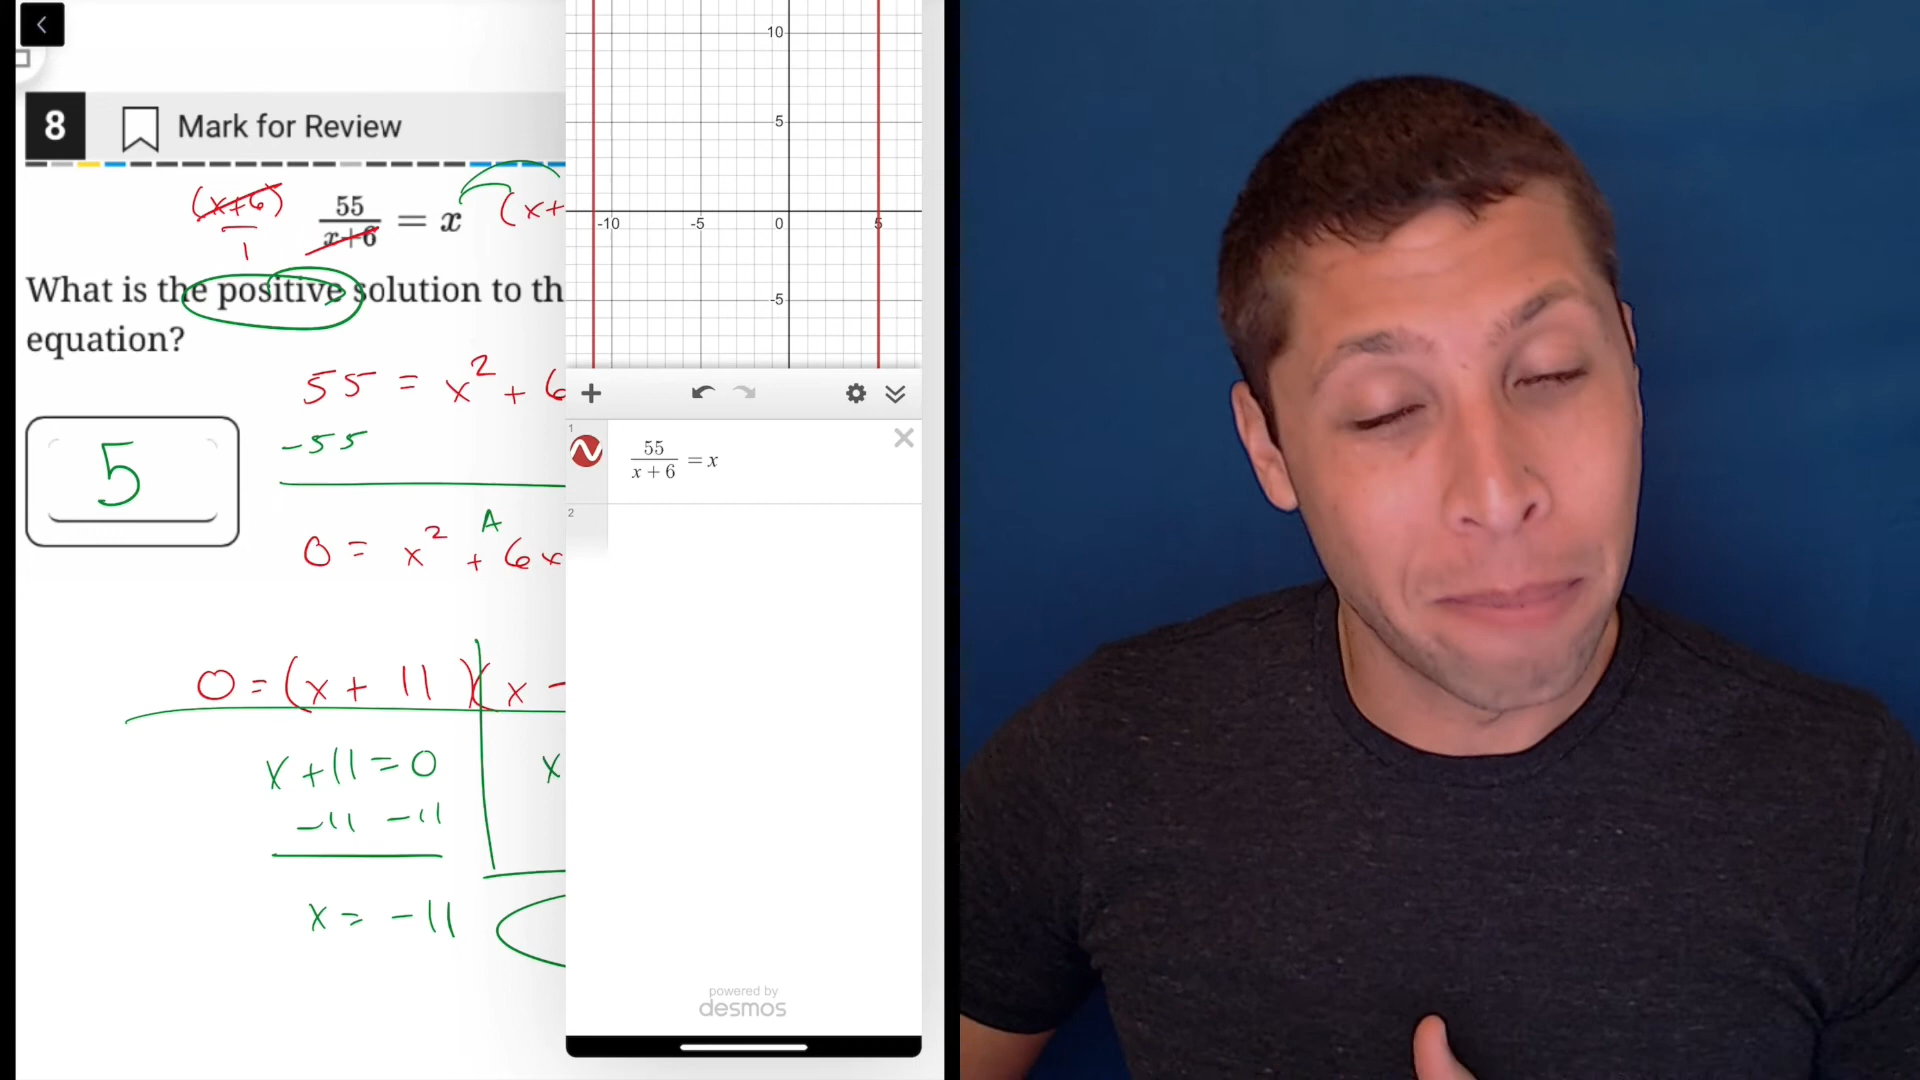 8 Mark for Review
(x+6)
1
55/(x+6) = x (x+
What is the positive solution to th
equation?
55 = x² + 6
-55
5
A
0 = x² + 6x
0 = (x + 11)(x -
x + 11 = 0
x
-11 -11
x = -11
10
5
-10 -5 0 5
-5
1
55/(x + 6) = x
2
powered by
desmos